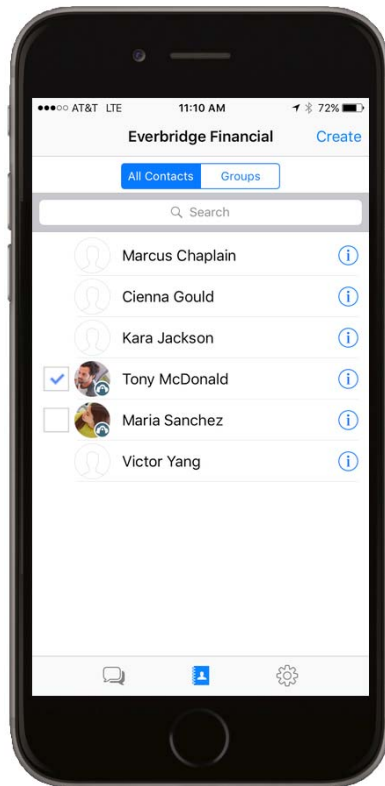 AT&T LTE 11:10 AM 72%
Everbridge Financial Create
All Contacts Groups
Search
Marcus Chaplain
Cienna Gould
Kara Jackson
Tony McDonald
Maria Sanchez
Victor Yang